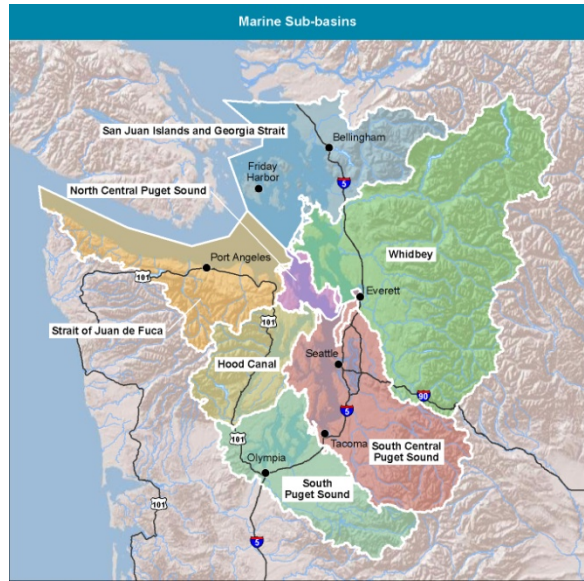 Marine Sub-basins
San Juan Islands and Georgia Strait
Bellingham
Friday
Harbor
5
North Central Puget Sound
Whidbey
Port Angeles
101
Everett
101
Strait of Juan de Fuca
Seattle
Hood Canal
90
5
101
Tacoma
South Central
Puget Sound
Olympia
South
Puget Sound
101
5